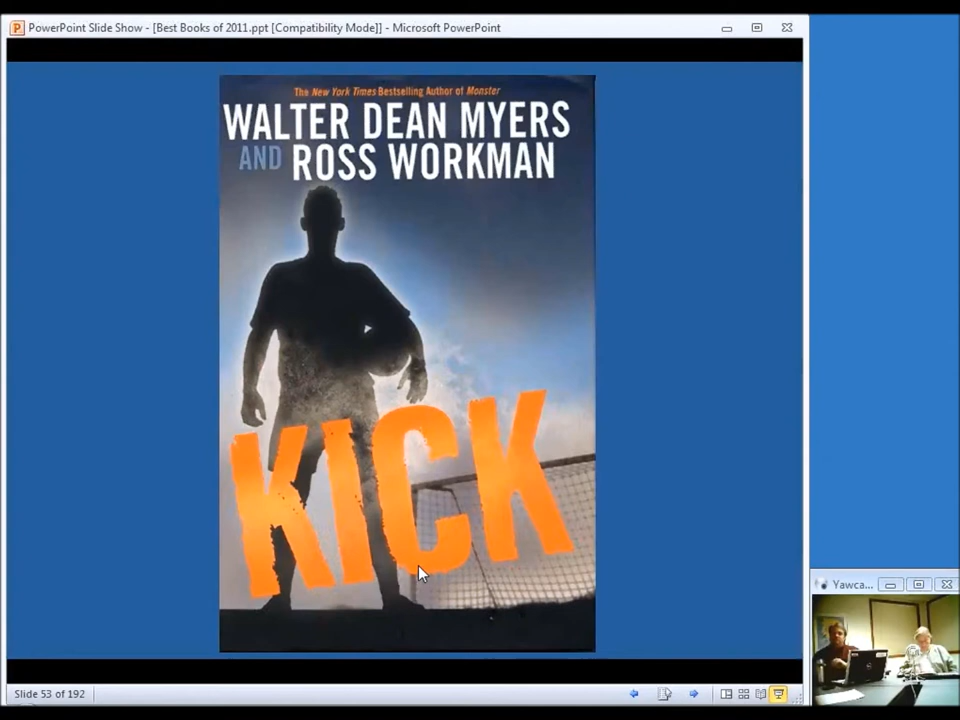 PowerPoint Slide Show - [Best Books of 2011.ppt [Compatibility Mode]] - Microsoft PowerPoint
The New York Times Bestselling Author of Monster
WALTER DEAN MYERS
AND ROSS WORKMAN
KICK
Yawca...
Slide 53 of 192